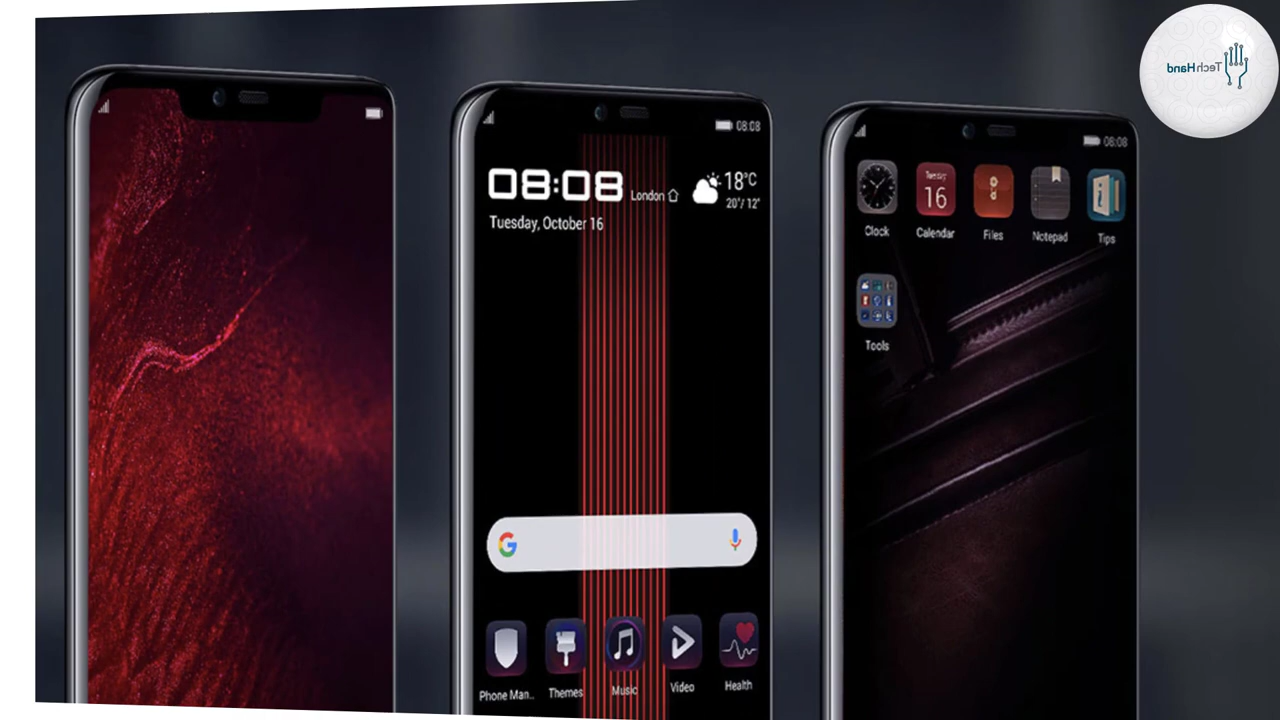 TechHand
08:08
08:08
08:08
London
18°C
20°/ 12°
Tuesday, October 16
Tuesday
16
Clock
Calendar
Files
Notepad
Tips
Tools
G
Phone Man..
Themes
Music
Video
Health